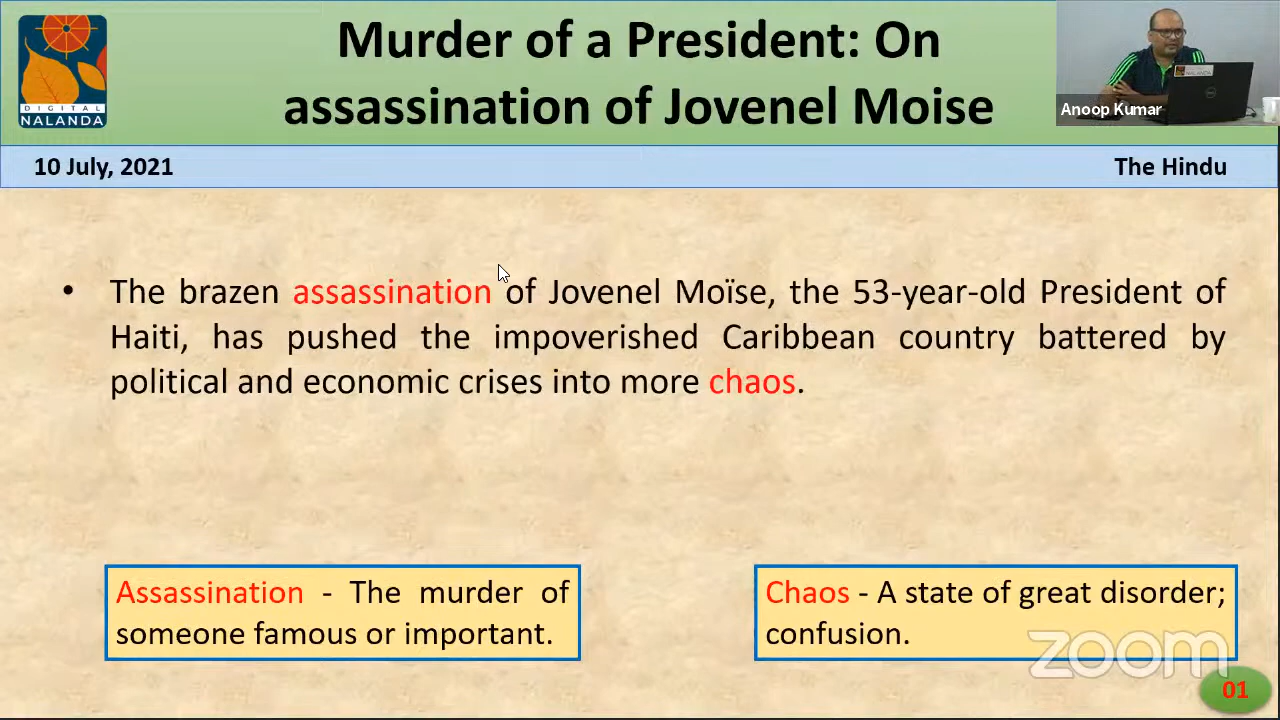 DIGITAL
NALANDA
Murder of a President: On
assassination of Jovenel Moise
NALANDA
DELL
Anoop Kumar
10 July, 2021
The Hindu
• The brazen assassination of Jovenel Moïse, the 53-year-old President of
Haiti, has pushed the impoverished Caribbean country battered by
political and economic crises into more chaos.
Assassination - The murder of
someone famous or important.
Chaos - A state of great disorder;
confusion.
zoom
01